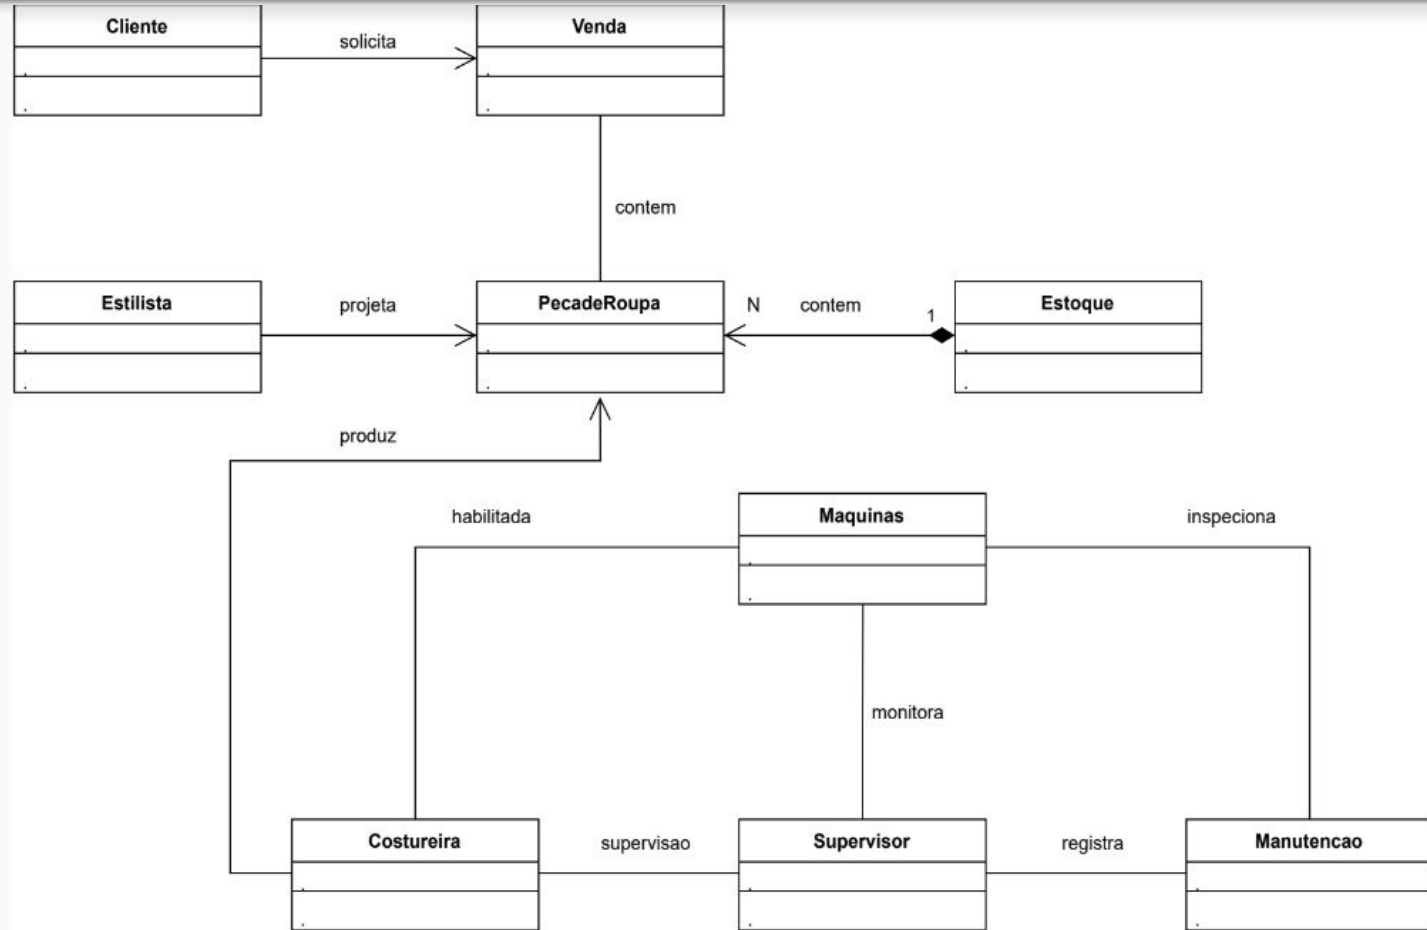 Cliente
solicita
Venda
contem
Estilista
projeta
PecadeRoupa
N
contem
1
Estoque
produz
habilitada
Maquinas
inspeciona
monitora
Costureira
supervisao
Supervisor
registra
Manutencao